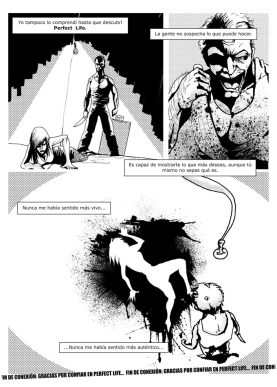 Yo tampoco lo comprendí hasta que descubrí
Perfect Life.
La gente no sospecha lo que puede hacer.
Es capaz de mostrarte lo que más deseas, aunque tú
mismo no sepas qué es.
Nunca me había sentido más vivo...
...Nunca me había sentido más auténtico...
FIN DE CONEXIÓN: GRACIAS POR CONFIAR EN PERFECT LIFE... FIN DE CONEXIÓN: GRACIAS POR CONFIAR EN PERFECT LIFE... FIN DE CONE